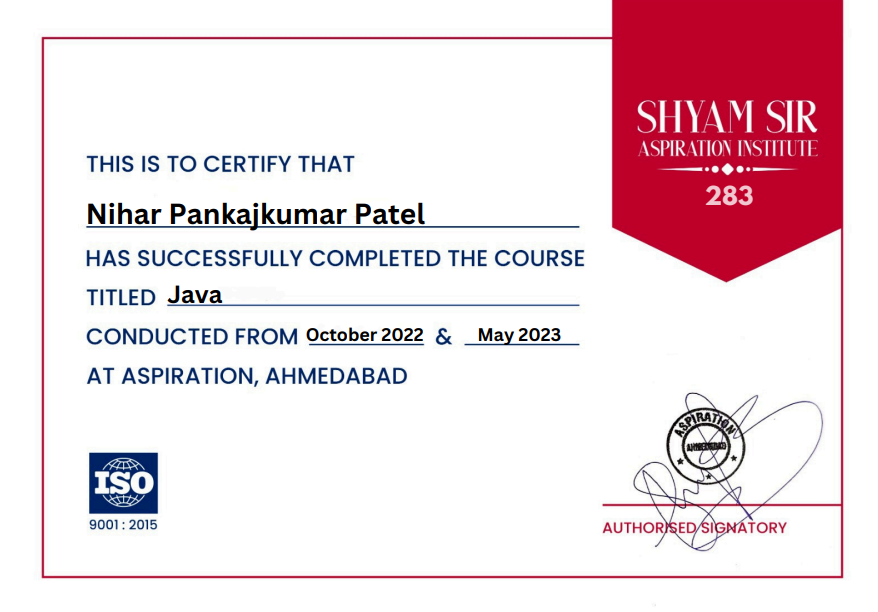 SHYAM SIR
ASPIRATION INSTITUTE
283
THIS IS TO CERTIFY THAT
Nihar Pankajkumar Patel
HAS SUCCESSFULLY COMPLETED THE COURSE
TITLED Java
CONDUCTED FROM October 2022 & May 2023
AT ASPIRATION, AHMEDABAD
ASPIRATION
AHMEDABAD
ISO
9001 : 2015
AUTHORISED SIGNATORY